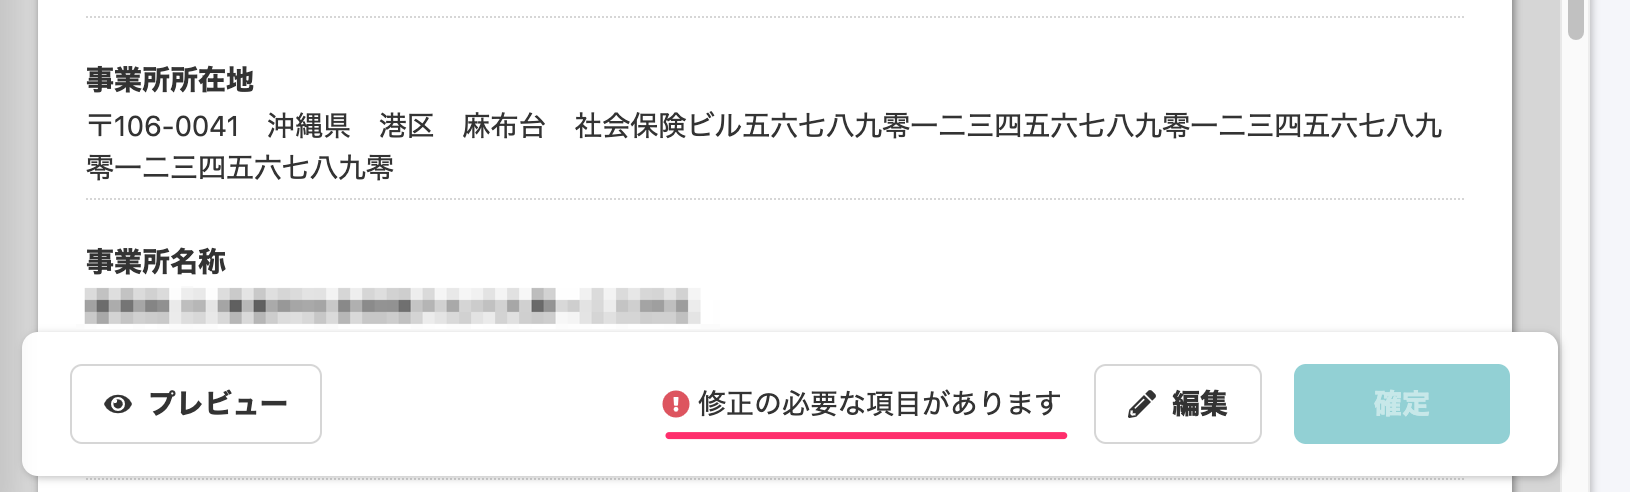 事業所所在地
〒106-0041　沖縄県　港区　麻布台　社会保険ビル五六七八九零一二三四五六七八九零一二三四五六七八九
零一二三四五六七八九零
事業所名称
プレビュー
修正の必要な項目があります
編集
確定